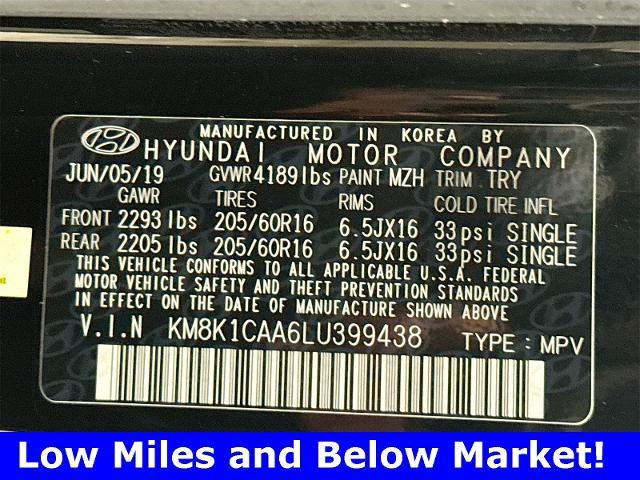 MANUFACTURED IN KOREA BY
HYUNDAI MOTOR COMPANY
JUN/05/19 GVWR4189lbs PAINT MZH TRIM TRY
GAWR TIRES RIMS COLD TIRE INFL
FRONT 2293 lbs 205/60R16 6.5JX16 33psi SINGLE
REAR 2205 lbs 205/60R16 6.5JX16 33psi SINGLE
THIS VEHICLE CONFORMS TO ALL APPLICABLE U.S.A. FEDERAL
MOTOR VEHICLE SAFETY AND THEFT PREVENTION STANDARDS
IN EFFECT ON THE DATE OF MANUFACTURE SHOWN ABOVE
V.I.N KM8K1CAA6LU399438 TYPE : MPV
Low Miles and Below Market!